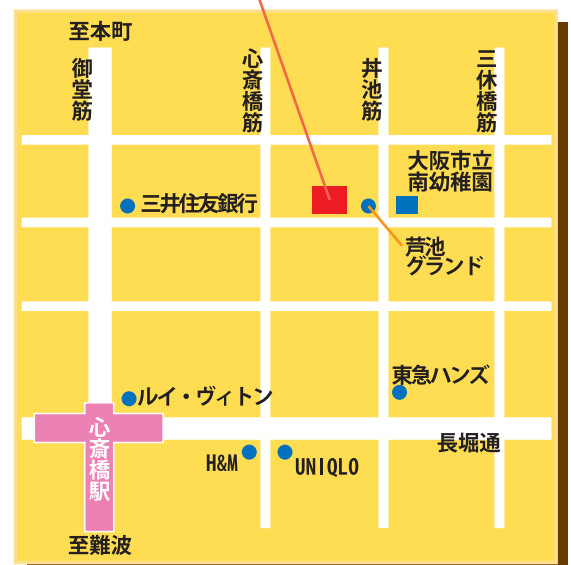 至本町
御堂筋
心斎橋筋
丼池筋
三休橋筋
大阪市立
南幼稚園
三井住友銀行
芦池
グランド
東急ハンズ
ルイ・ヴィトン
長堀通
心斎橋駅
H&M
UNIQLO
至難波